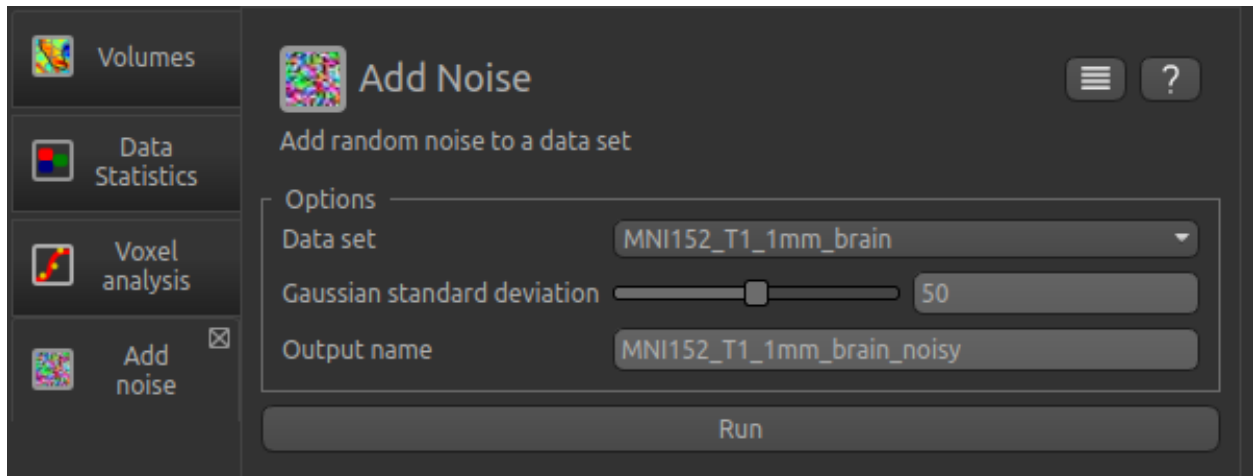 Volumes
Data
Statistics
Voxel
analysis
Add
noise
Add Noise
?
Add random noise to a data set
Options
Data set
MNI152_T1_1mm_brain
Gaussian standard deviation
50
Output name
MNI152_T1_1mm_brain_noisy
Run